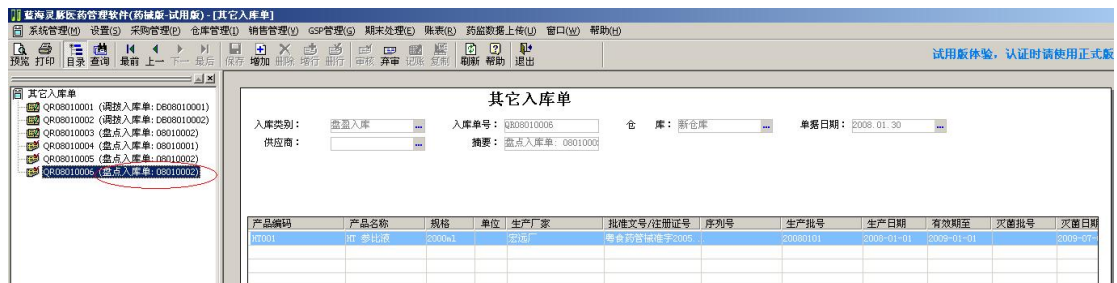 蓝海灵豚医药管理软件(药械版-试用版) - [其它入库单]
系统管理(M) 设置(S) 采购管理(P) 仓库管理(I) 销售管理(V) GSP管理(G) 期末处理(E) 账表(R) 药监数据上传(U) 窗口(W) 帮助(H)
预览 打印 目录 查询 最前 上一 下一 最后 保存 增加 删除 增行 删行 审核 弃审 记账 复制 刷新 帮助 退出 试用版体验，认证时请使用正式版
其它入库单
QR08010001 (调拨入库单: DB08010001)
QR08010002 (调拨入库单: DB08010002)
QR08010003 (盘点入库单: 08010002)
QR08010004 (盘点入库单: 08010001)
QR08010005 (盘点入库单: 08010002)
QR08010006 (盘点入库单: 08010002)
其它入库单
入库类别： 盘盈入库 ... 入库单号： QR08010006 仓 库： 新仓库 ... 单据日期： 2008.01.30 ...
供应商： ... 摘要： 盘点入库单: 0801000
产品编码 产品名称 规格 单位 生产厂家 批准文号/注册证号 序列号 生产批号 生产日期 有效期至 灭菌批号 灭菌日期
HT001 HT 参比液 2000ml 宏远厂 粤食药管械准字2005 20080101 2008-01-01 2009-01-01 2009-07-